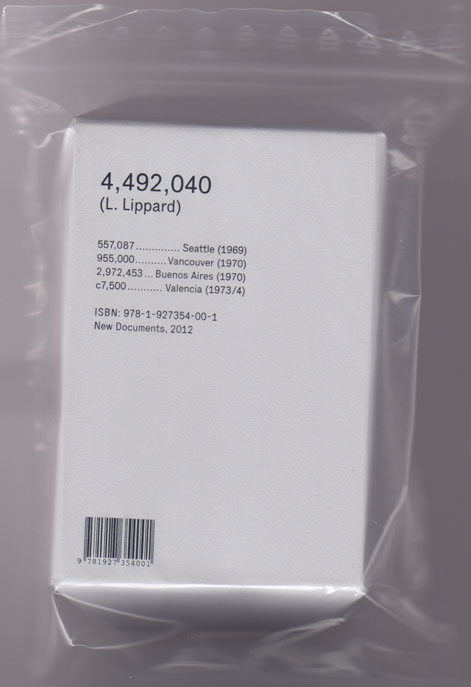 4,492,040
(L. Lippard)
557,087.............. Seattle (1969)
955,000.......... Vancouver (1970)
2,972,453... Buenos Aires (1970)
c7,500........... Valencia (1973/4)
ISBN: 978-1-927354-00-1
New Documents, 2012
9 781927 354001